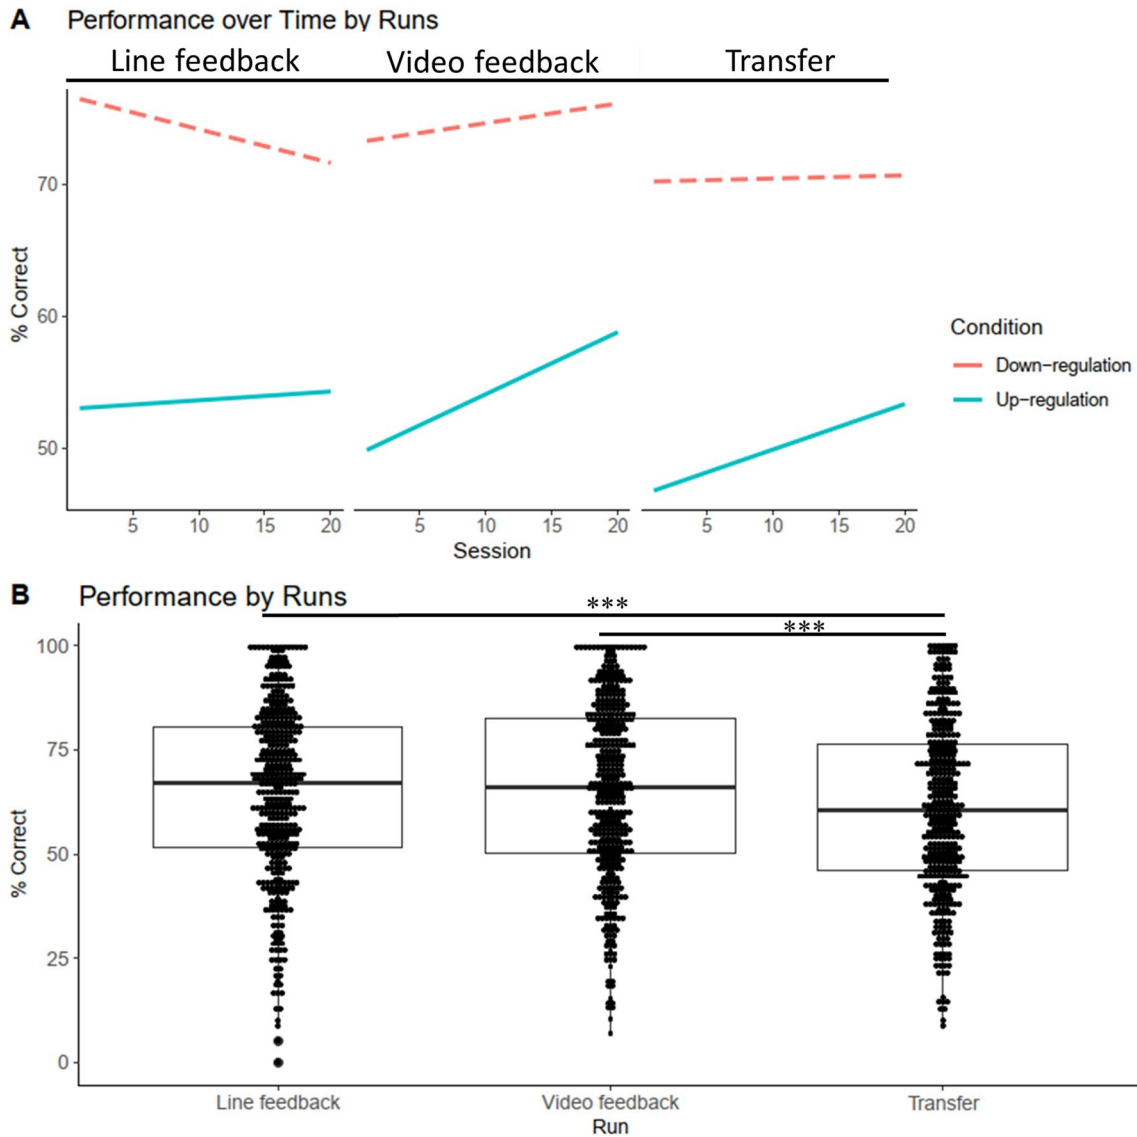 A Performance over Time by Runs
Line feedback Video feedback Transfer
70
60
50
% Correct
5 10 15 20 5 10 15 20 5 10 15 20
Session
Condition
Down−regulation
Up−regulation
B Performance by Runs
***
***
100
75
50
25
0
% Correct
Line feedback Video feedback Transfer
Run